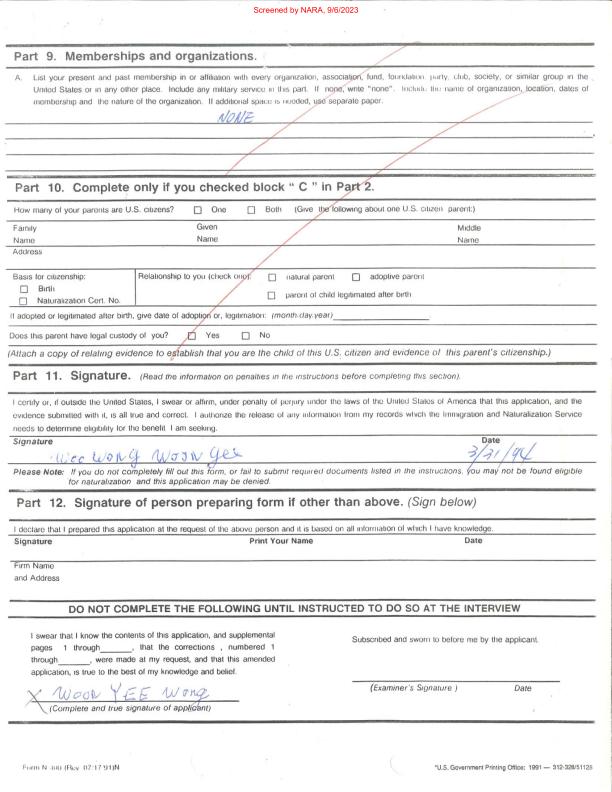 Screened by NARA, 9/6/2023
Part 9. Memberships and organizations.
A. List your present and past membership in or affiliation with every organization, association, fund, foundation, party, club, society, or similar group in the
United States or in any other place. Include any military service in this part. If none, write "none". Include the name of organization, location, dates of
membership and the nature of the organization. If additional space is needed, use separate paper.
NONE
Part 10. Complete only if you checked block " C " in Part 2.
How many of your parents are U.S. citizens? One Both (Give the following about one U.S. citizen parent:)
Family Given Middle
Name Name Name
Address
Basis for citizenship: Relationship to you (check one): natural parent adoptive parent
Birth
Naturalization Cert. No. parent of child legitimated after birth
If adopted or legitimated after birth, give date of adoption or, legitimation: (month day year)
Does this parent have legal custody of you? Yes No
(Attach a copy of relating evidence to establish that you are the child of this U.S. citizen and evidence of this parent's citizenship.)
Part 11. Signature. (Read the information on penalties in the instructions before completing this section).
I certify or, if outside the United States, I swear or affirm, under penalty of perjury under the laws of the United States of America that this application, and the
evidence submitted with it, is all true and correct. I authorize the release of any information from my records which the Immigration and Naturalization Service
needs to determine eligibility for the benefit I am seeking.
Signature Date
Wong Woon Yee 3/21/94
Please Note: If you do not completely fill out this form, or fail to submit required documents listed in the instructions, you may not be found eligible
for naturalization and this application may be denied.
Part 12. Signature of person preparing form if other than above. (Sign below)
I declare that I prepared this application at the request of the above person and it is based on all information of which I have knowledge.
Signature Print Your Name Date
Firm Name
and Address
DO NOT COMPLETE THE FOLLOWING UNTIL INSTRUCTED TO DO SO AT THE INTERVIEW
I swear that I know the contents of this application, and supplemental
pages 1 through_______, that the corrections , numbered 1
through_______, were made at my request, and that this amended
application, is true to the best of my knowledge and belief.
Subscribed and sworn to before me by the applicant.
X Woon YEE Wong
(Complete and true signature of applicant)
(Examiner's Signature ) Date
Form N-400 (Rev. 07-17-91)N *U.S. Government Printing Office: 1991 — 312-328/51128